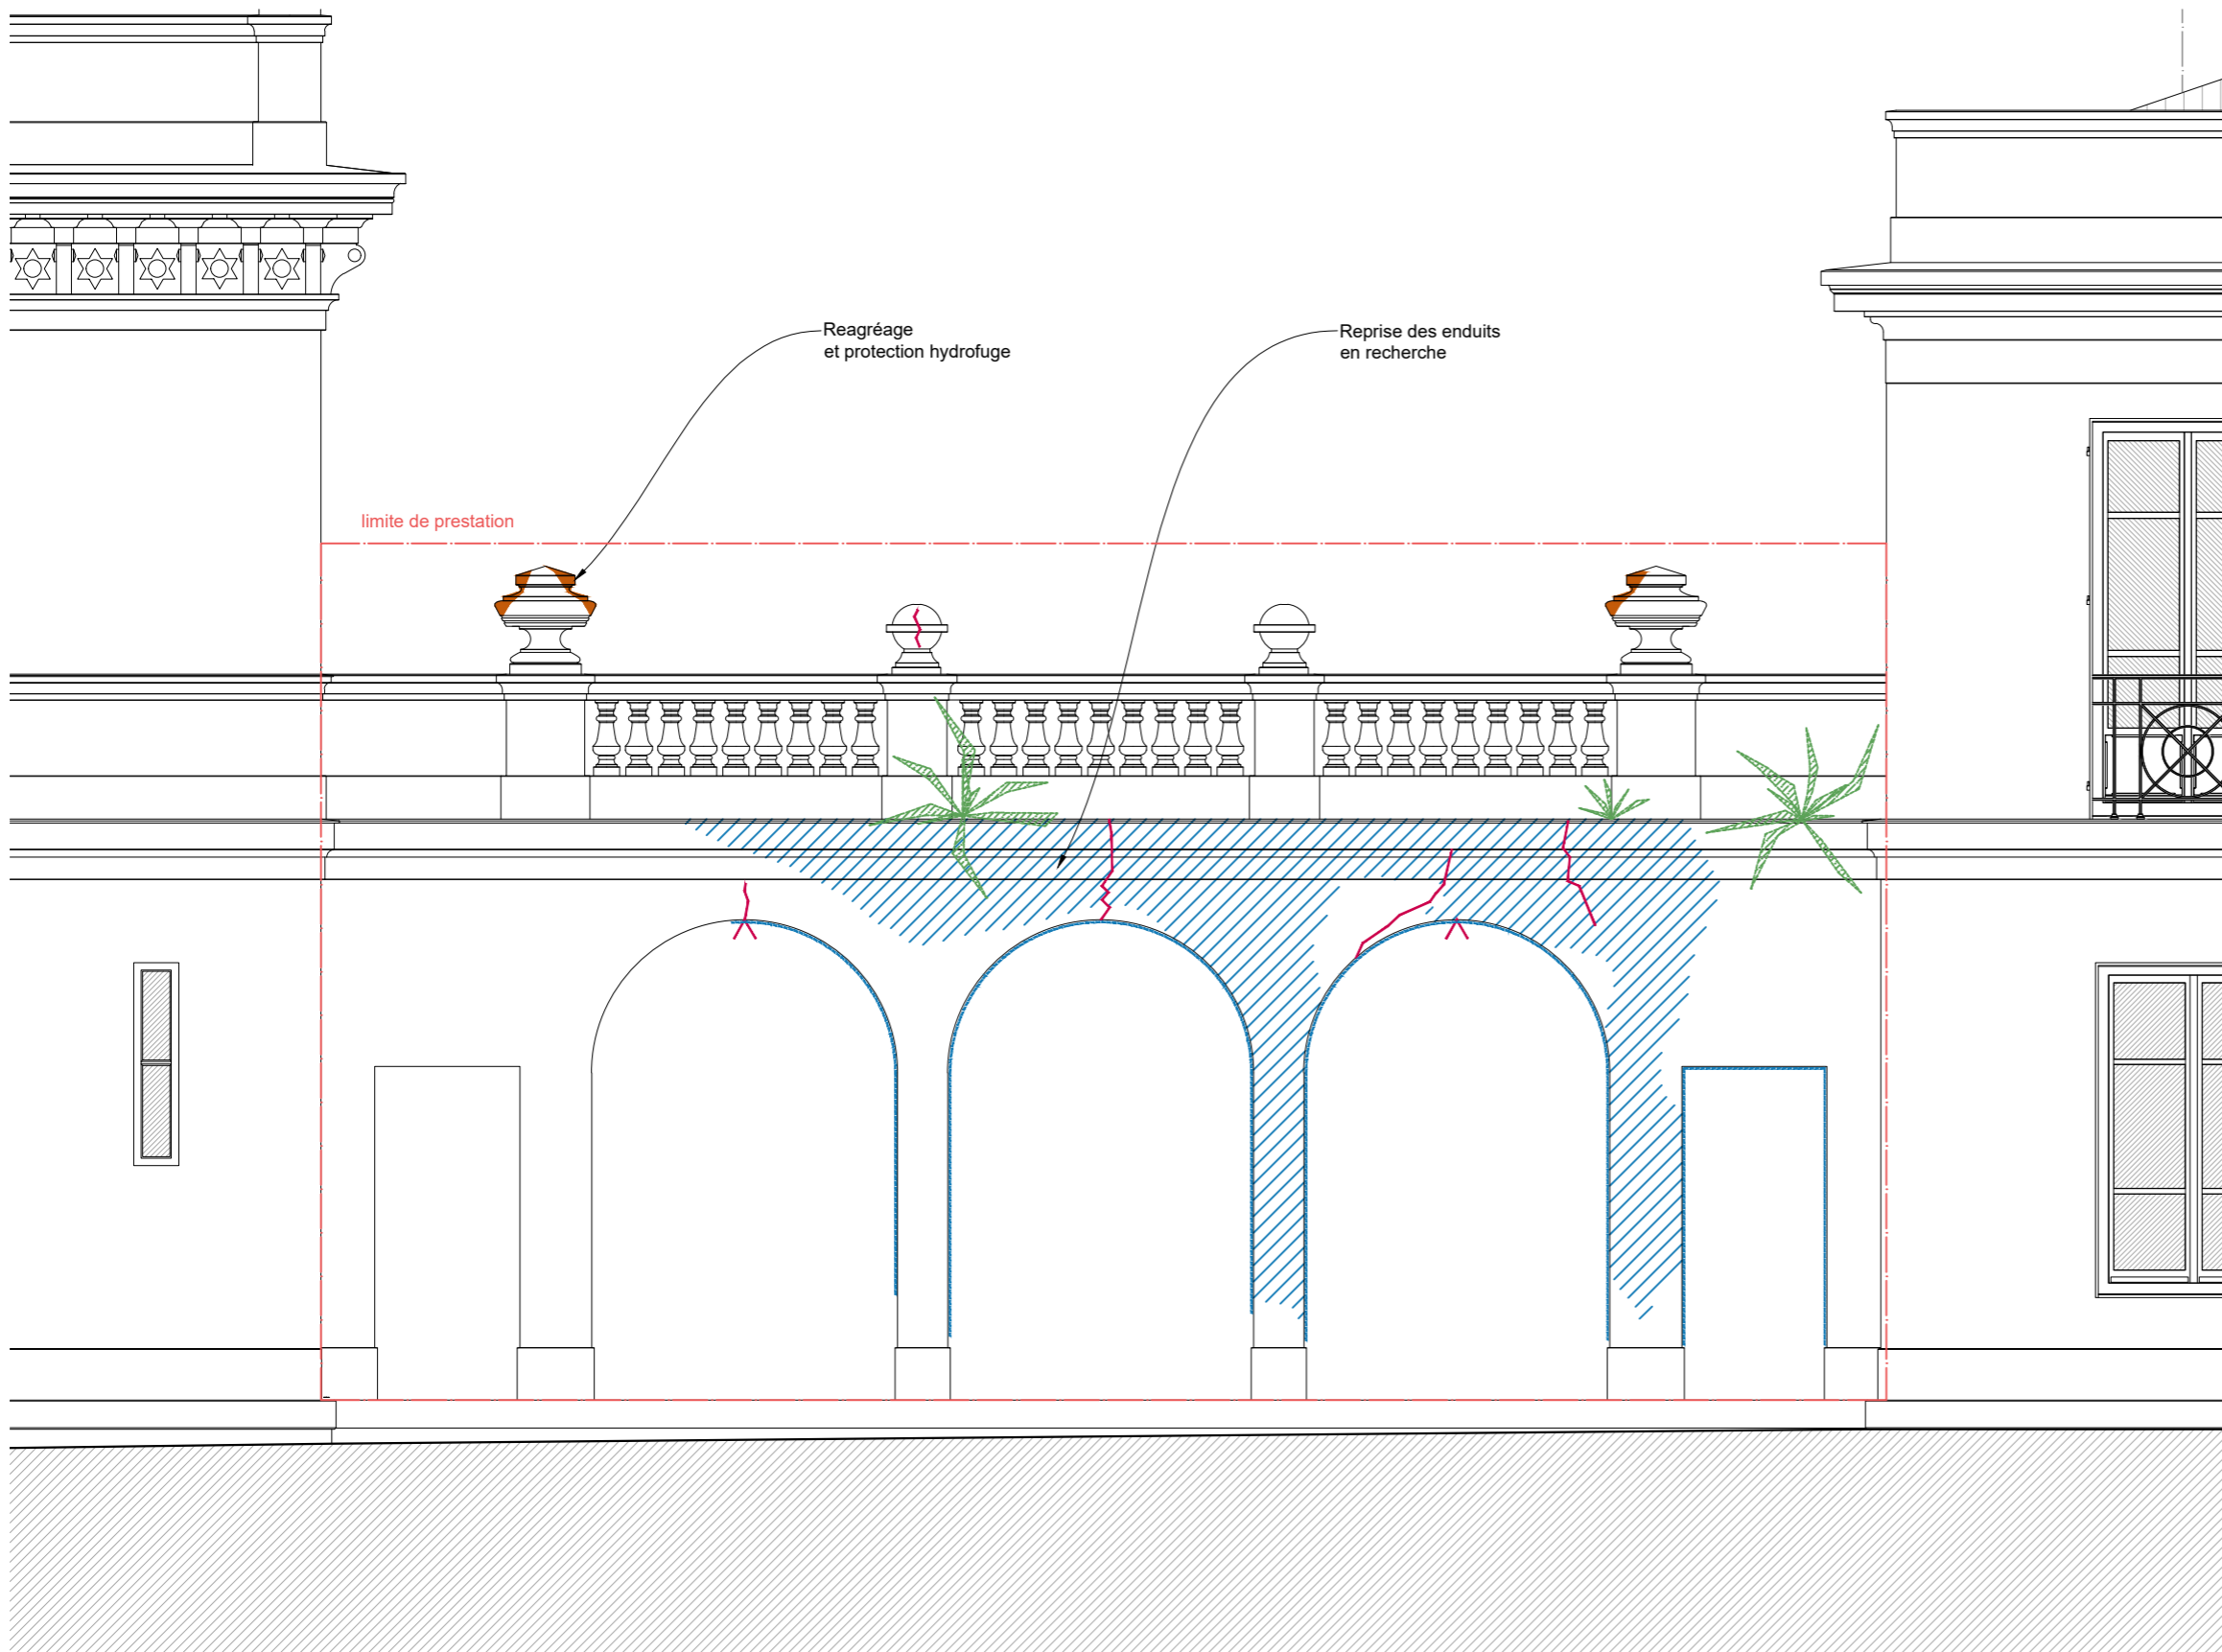 Reagréage
et protection hydrofuge
Reprise des enduits
en recherche
limite de prestation